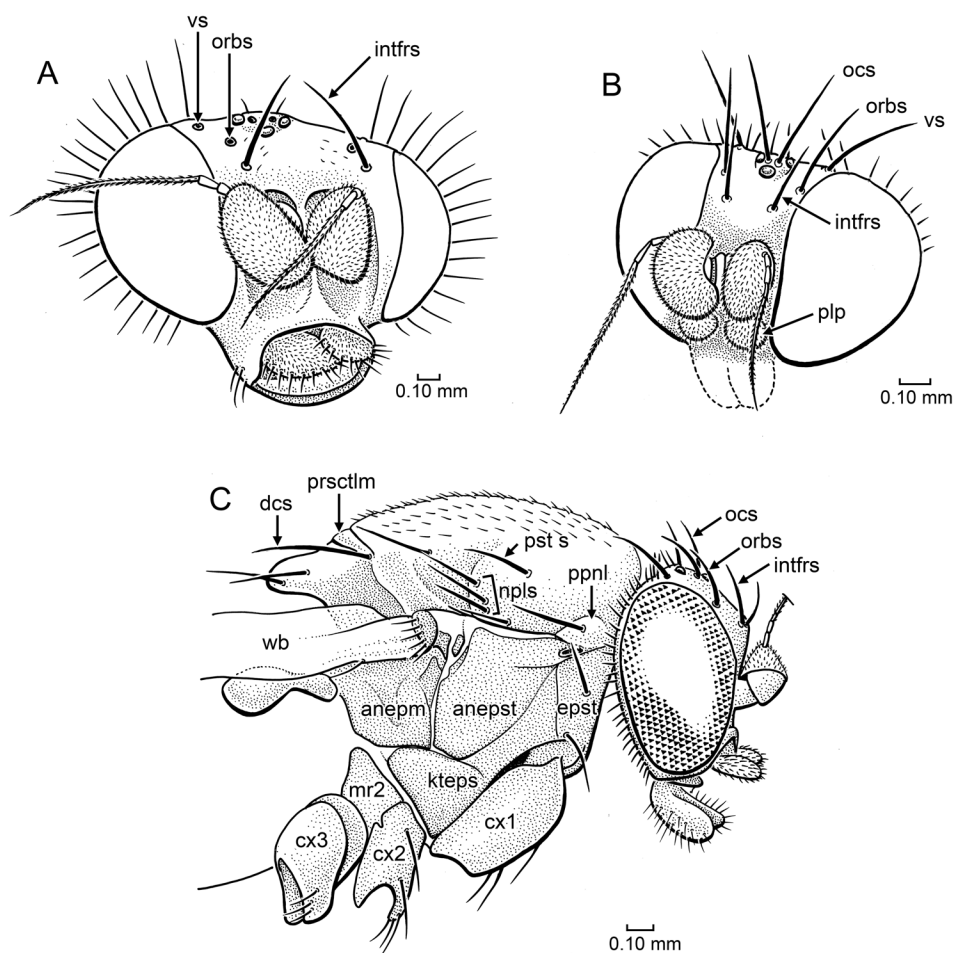 A
vs
orbs
intfrs
0.10 mm
B
ocs
orbs
vs
intfrs
plp
0.10 mm
C
prsctlm
dcs
pst s
npls
ppnl
ocs
orbs
intfrs
wb
anepm
anepst
epst
kteps
mr2
cx1
cx2
cx3
0.10 mm